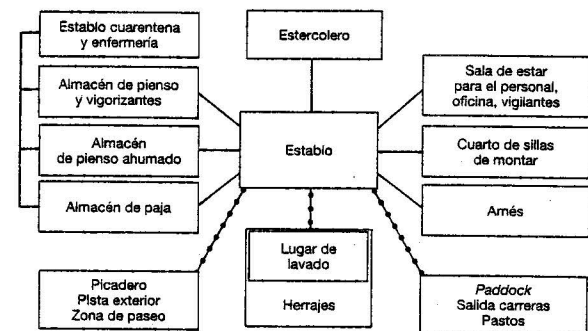 Establo cuarentena
y enfermería
Estercolero
Almacén de pienso
y vigorizantes
Sala de estar
para el personal,
oficina, vigilantes
Almacén
de pienso ahumado
Establo
Cuarto de sillas
de montar
Almacén de paja
Arnés
Lugar de
lavado
Herrajes
Picadero
Pista exterior
Zona de paseo
Paddock
Salida carreras
Pastos